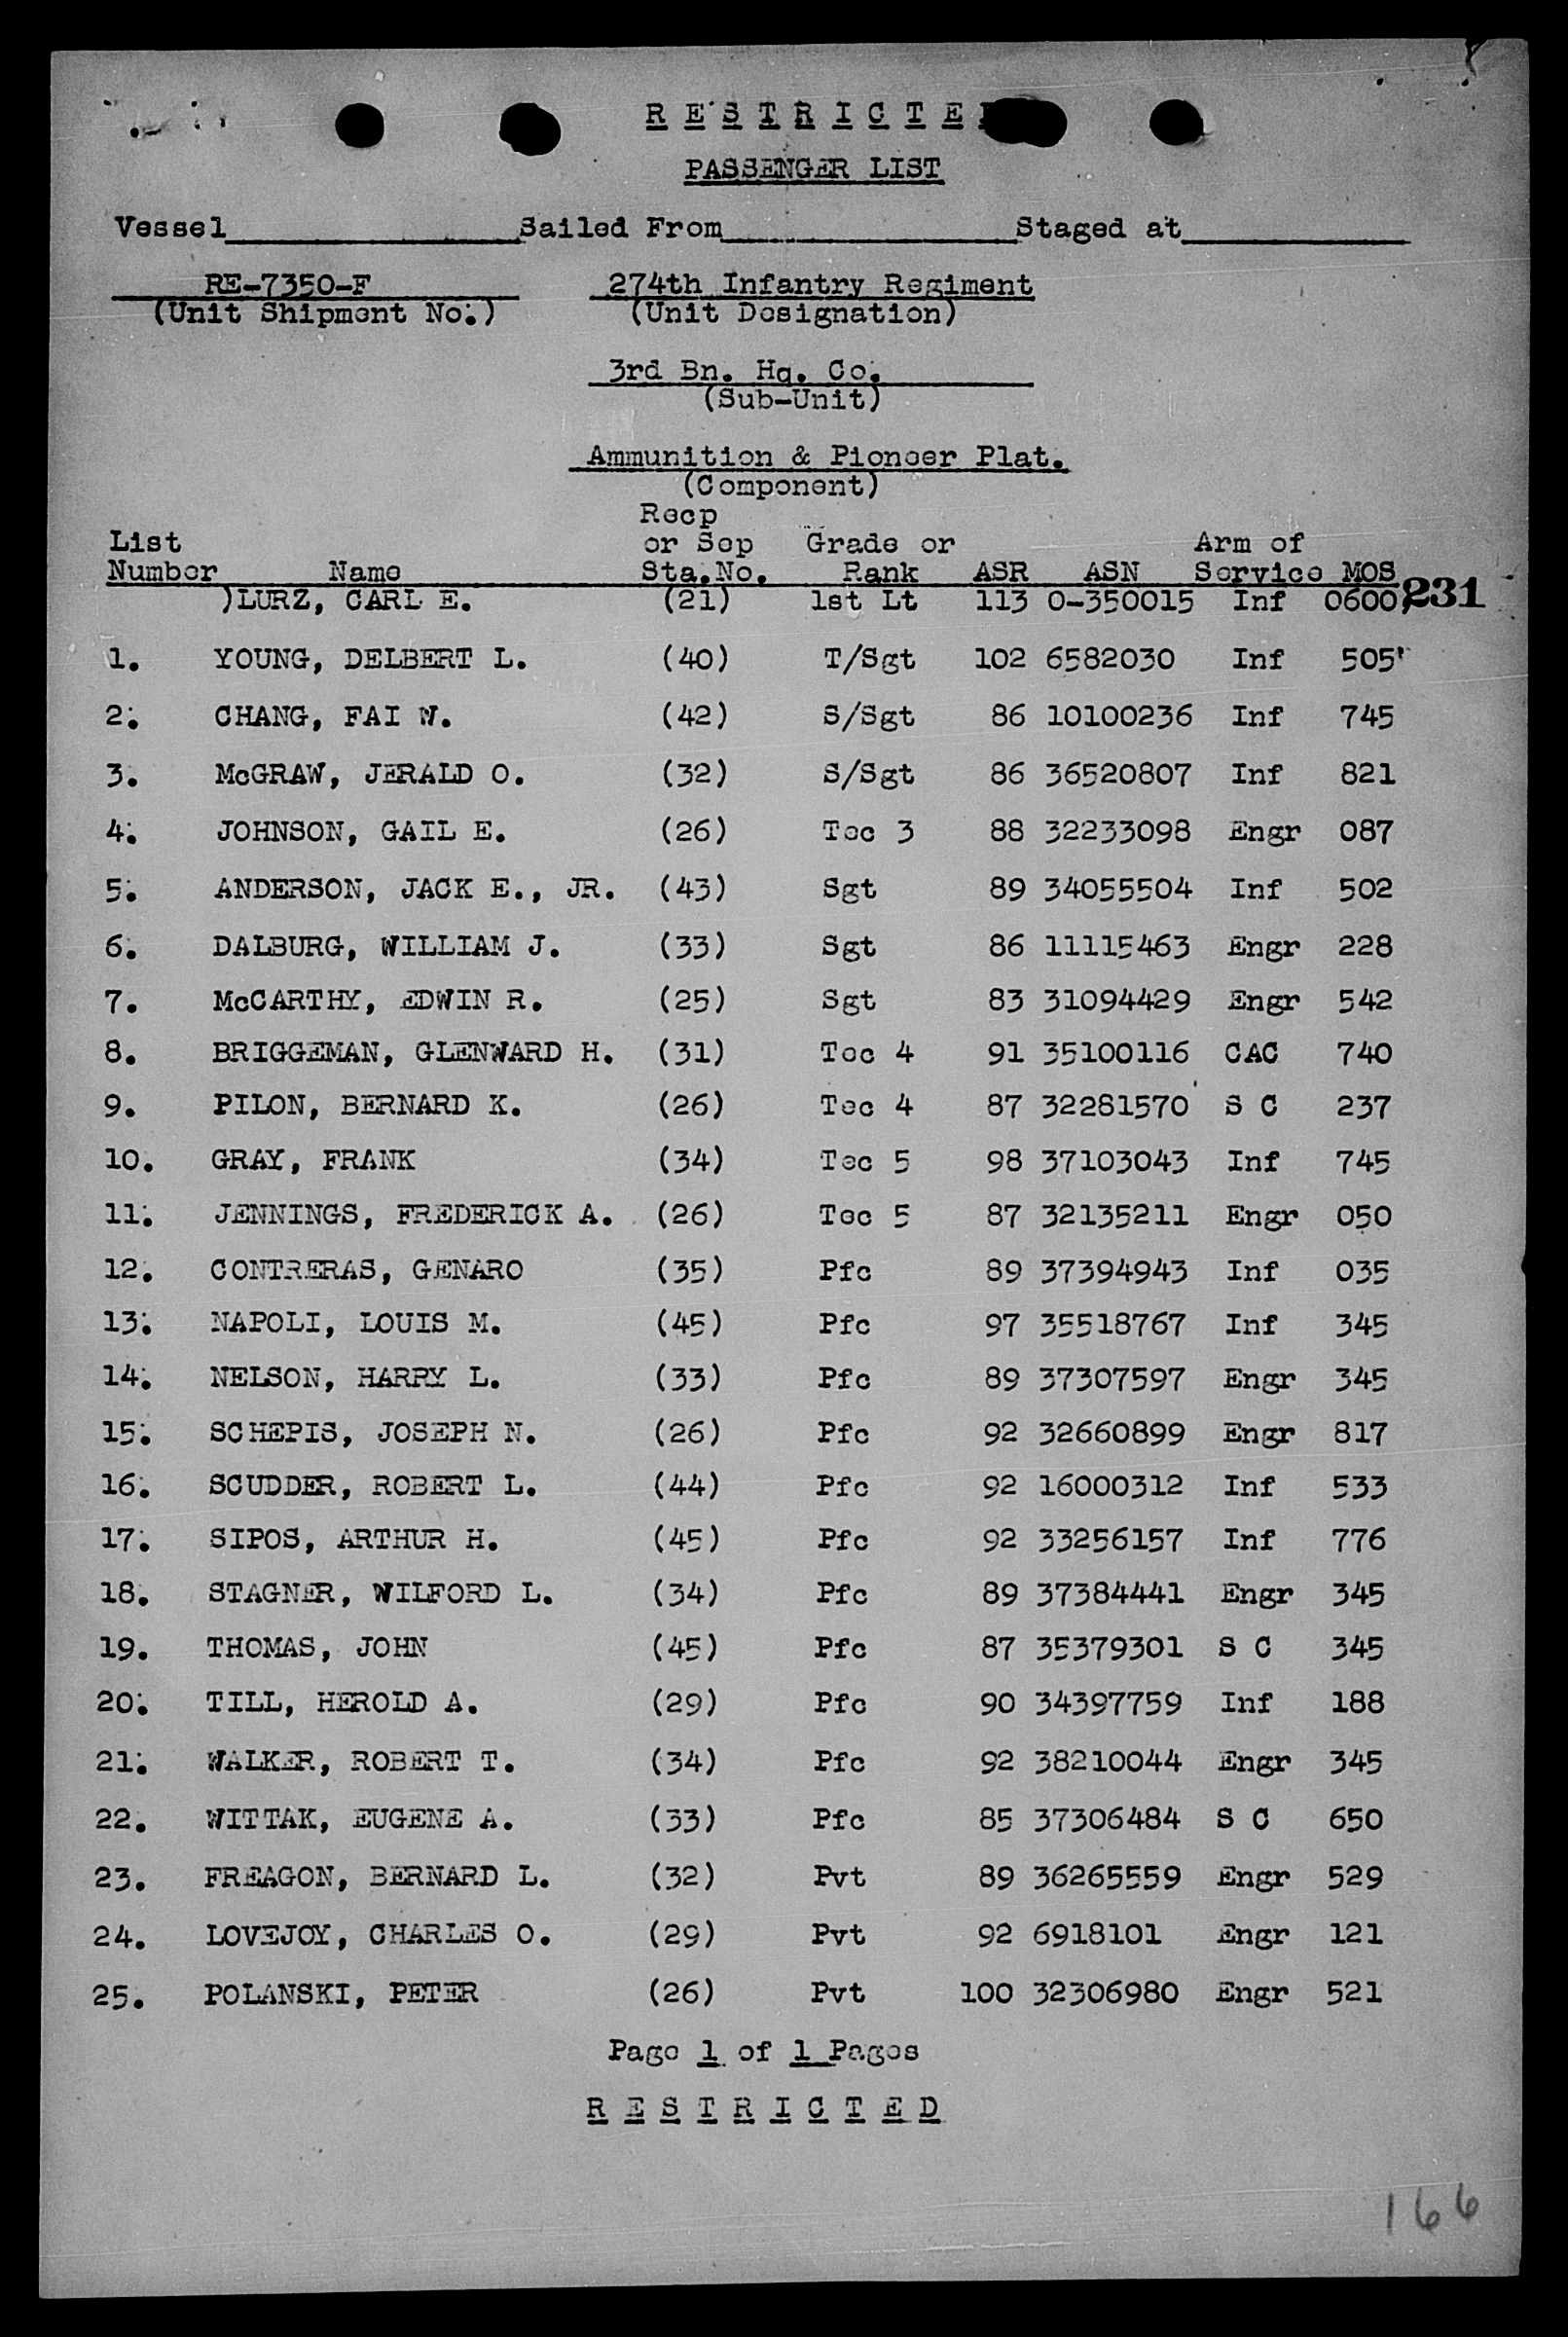 R E S T R I C T E
PASSENGER LIST
Vessel Sailed From Staged at
RE-7350-F 274th Infantry Regiment
(Unit Shipment No.) (Unit Designation)
3rd Bn. Hq. Co.
(Sub-Unit)
Ammunition & Pioneer Plat.
(Component)
Recp
List or Sep Grade or Arm of
Number Name Sta.No. Rank ASR ASN Service MOS
)LURZ, CARL E. (21) 1st Lt 113 O-350015 Inf 0600 231
1. YOUNG, DELBERT L. (40) T/Sgt 102 6582030 Inf 505
2. CHANG, FAI W. (42) S/Sgt 86 10100236 Inf 745
3. McGRAW, JERALD O. (32) S/Sgt 86 36520807 Inf 821
4. JOHNSON, GAIL E. (26) Tec 3 88 32233098 Engr 087
5. ANDERSON, JACK E., JR. (43) Sgt 89 34055504 Inf 502
6. DALBURG, WILLIAM J. (33) Sgt 86 11115463 Engr 228
7. McCARTHY, EDWIN R. (25) Sgt 83 31094429 Engr 542
8. BRIGGEMAN, GLENWARD H. (31) Tec 4 91 35100116 CAC 740
9. PILON, BERNARD K. (26) Tec 4 87 32281570 S C 237
10. GRAY, FRANK (34) Tec 5 98 37103043 Inf 745
11. JENNINGS, FREDERICK A. (26) Tec 5 87 32135211 Engr 050
12. CONTRERAS, GENARO (35) Pfc 89 37394943 Inf 035
13. NAPOLI, LOUIS M. (45) Pfc 97 35518767 Inf 345
14. NELSON, HARRY L. (33) Pfc 89 37307597 Engr 345
15. SCHEPIS, JOSEPH N. (26) Pfc 92 32660899 Engr 817
16. SCUDDER, ROBERT L. (44) Pfc 92 16000312 Inf 533
17. SIPOS, ARTHUR H. (45) Pfc 92 33256157 Inf 776
18. STAGNER, WILFORD L. (34) Pfc 89 37384441 Engr 345
19. THOMAS, JOHN (45) Pfc 87 35379301 S C 345
20. TILL, HEROLD A. (29) Pfc 90 34397759 Inf 188
21. WALKER, ROBERT T. (34) Pfc 92 38210044 Engr 345
22. WITTAK, EUGENE A. (33) Pfc 85 37306484 S C 650
23. FREAGON, BERNARD L. (32) Pvt 89 36265559 Engr 529
24. LOVEJOY, CHARLES O. (29) Pvt 92 6918101 Engr 121
25. POLANSKI, PETER (26) Pvt 100 32306980 Engr 521
Page 1 of 1 Pages
R E S T R I C T E D
166